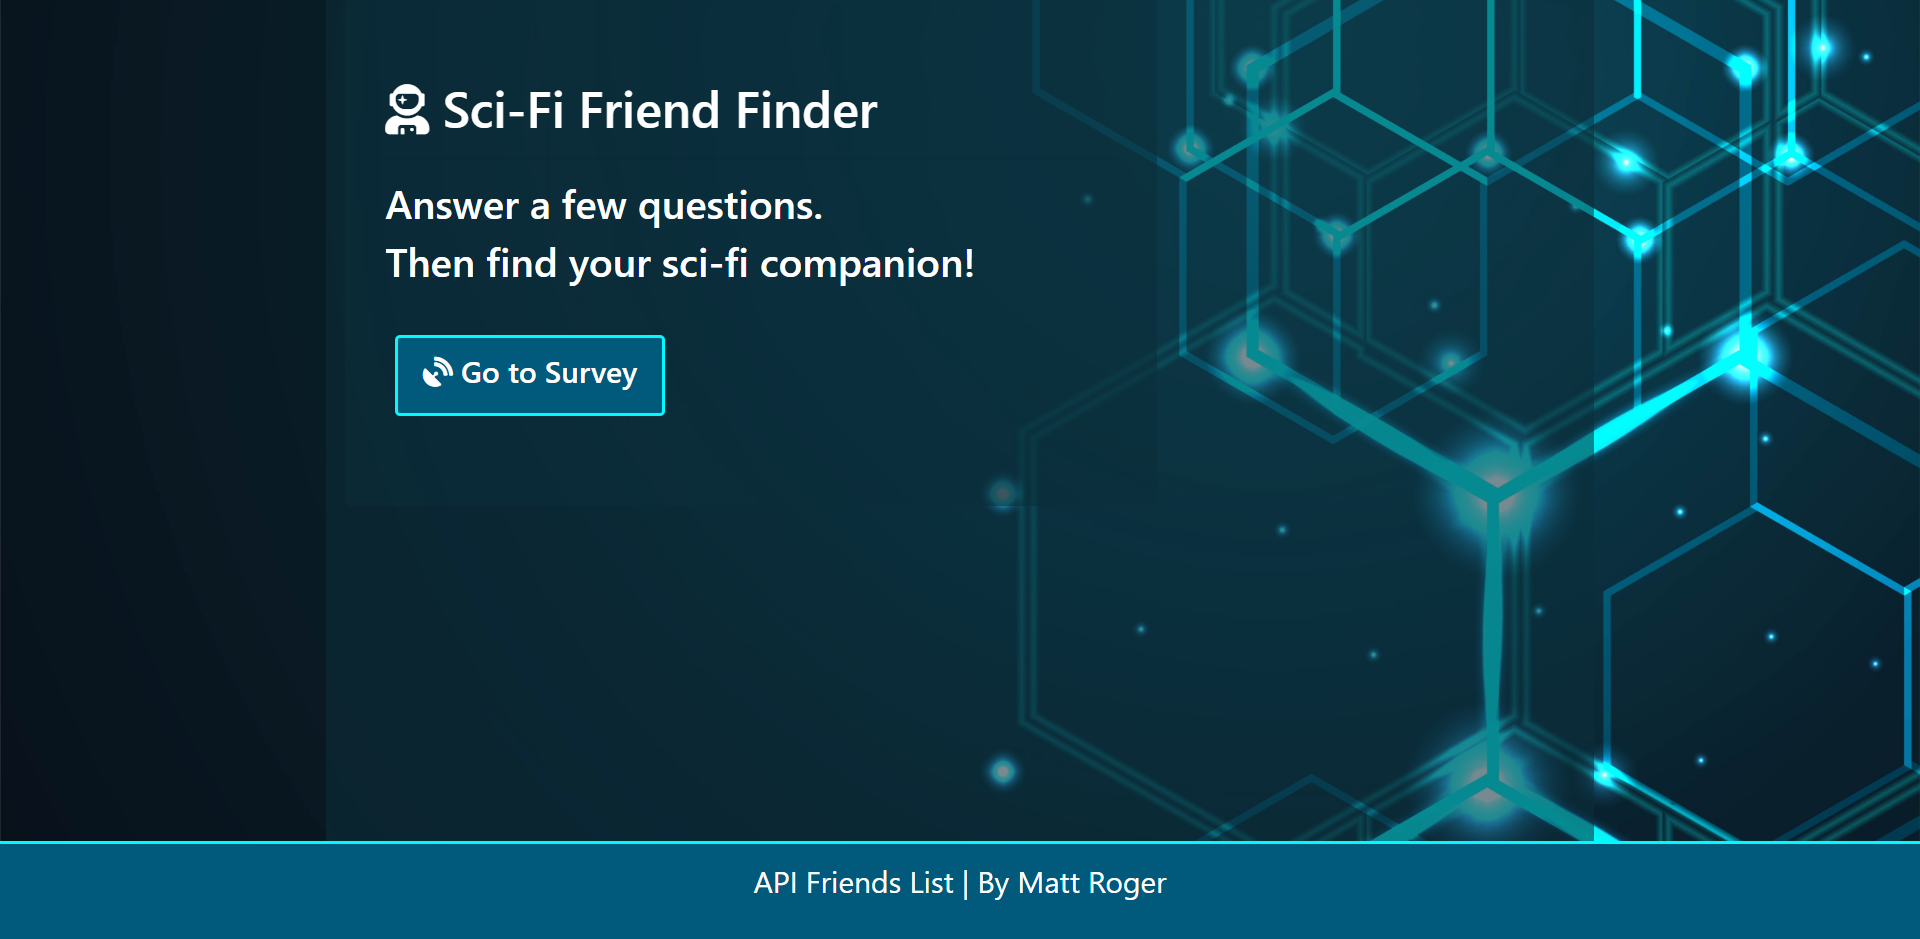 Sci-Fi Friend Finder
Answer a few questions.
Then find your sci-fi companion!
Go to Survey
API Friends List | By Matt Roger